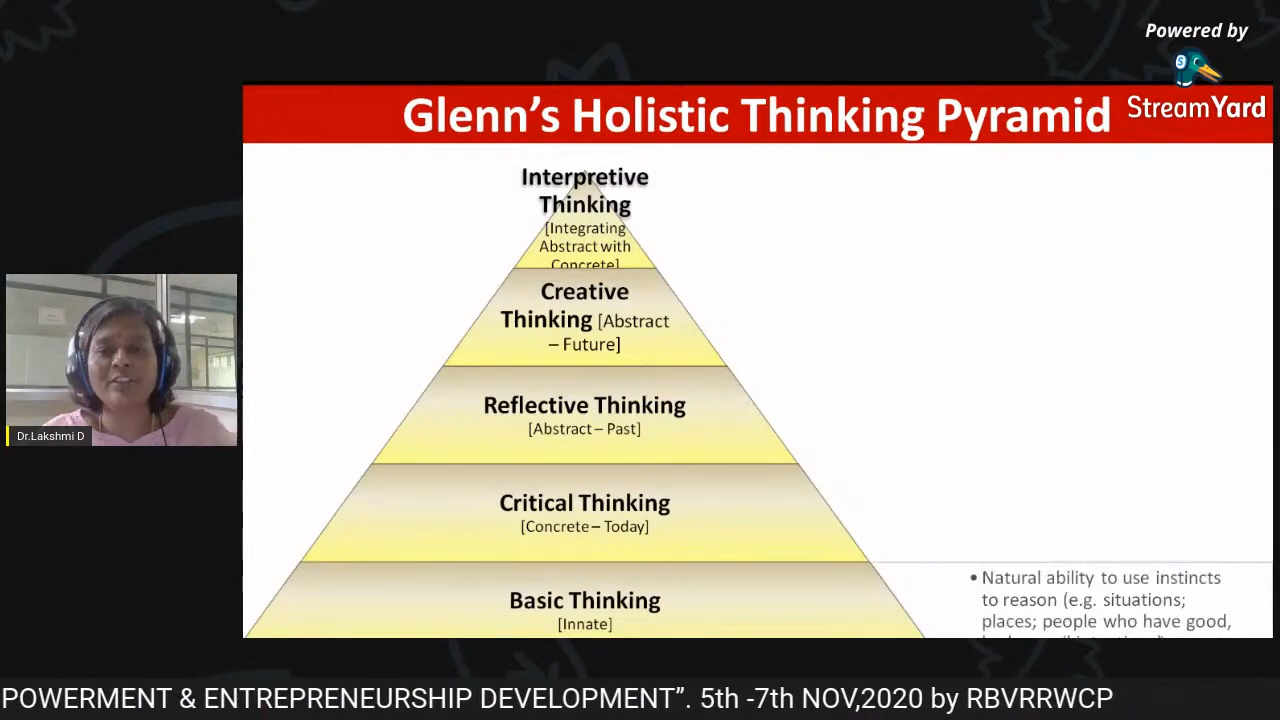 Powered by
StreamYard
Glenn's Holistic Thinking Pyramid
Interpretive
Thinking
[Integrating
Abstract with
Concrete]
Creative
Thinking [Abstract
– Future]
Reflective Thinking
[Abstract – Past]
Critical Thinking
[Concrete – Today]
Basic Thinking
[Innate]
• Natural ability to use instincts
to reason (e.g. situations;
places; people who have good,
Dr.Lakshmi D
POWERMENT & ENTREPRENEURSHIP DEVELOPMENT”. 5th -7th NOV,2020 by RBVRRWCP